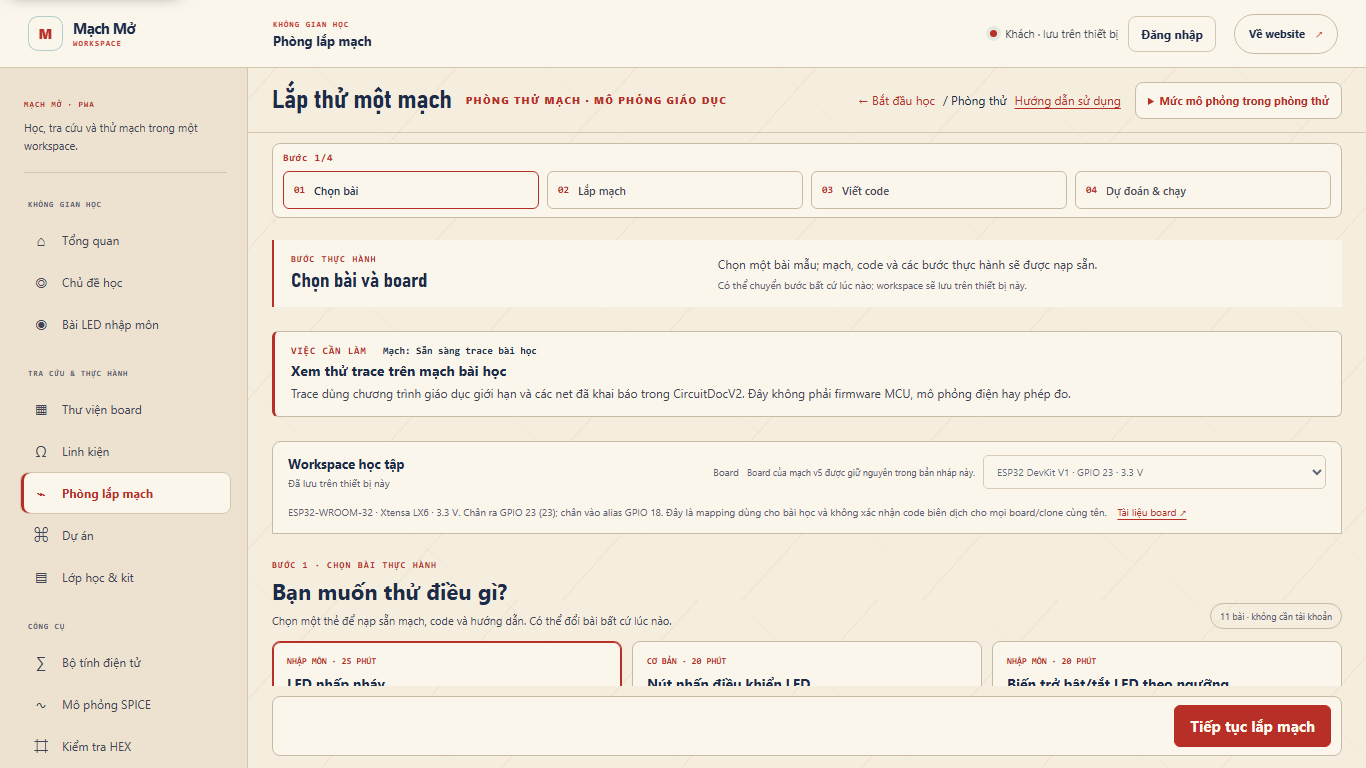 M
Mạch Mở
WORKSPACE
KHÔNG GIAN HỌC
Phòng lắp mạch
Khách · lưu trên thiết bị
Đăng nhập
Về website ↗
MẠCH MỞ · PWA
Học, tra cứu và thử mạch trong một
workspace.
KHÔNG GIAN HỌC
Tổng quan
Chủ đề học
Bài LED nhập môn
TRA CỨU & THỰC HÀNH
Thư viện board
Linh kiện
Phòng lắp mạch
Dự án
Lớp học & kit
CÔNG CỤ
Bộ tính điện tử
Mô phỏng SPICE
Kiểm tra HEX
Lắp thử một mạch
PHÒNG THỬ MẠCH · MÔ PHỎNG GIÁO DỤC
← Bắt đầu học / Phòng thử Hướng dẫn sử dụng
▸ Mức mô phỏng trong phòng thử
Bước 1/4
01 Chọn bài
02 Lắp mạch
03 Viết code
04 Dự đoán & chạy
BƯỚC THỰC HÀNH
Chọn bài và board
Chọn một bài mẫu; mạch, code và các bước thực hành sẽ được nạp sẵn.
Có thể chuyển bước bất cứ lúc nào; workspace sẽ lưu trên thiết bị này.
VIỆC CẦN LÀM Mạch: Sẵn sàng trace bài học
Xem thử trace trên mạch bài học
Trace dùng chương trình giáo dục giới hạn và các net đã khai báo trong CircuitDocV2. Đây không phải firmware MCU, mô phỏng điện hay phép đo.
Workspace học tập
Đã lưu trên thiết bị này
Board Board của mạch v5 được giữ nguyên trong bản nháp này.
ESP32 DevKit V1 · GPIO 23 · 3.3 V
ESP32-WROOM-32 · Xtensa LX6 · 3.3 V. Chân ra GPIO 23 (23); chân vào alias GPIO 18. Đây là mapping dùng cho bài học và không xác nhận code biên dịch cho mọi board/clone cùng tên. Tài liệu board ↗
BƯỚC 1 · CHỌN BÀI THỰC HÀNH
Bạn muốn thử điều gì?
Chọn một thẻ để nạp sẵn mạch, code và hướng dẫn. Có thể đổi bài bất cứ lúc nào.
11 bài · không cần tài khoản
NHẬP MÔN · 25 PHÚT
LED nhấp nháy
CƠ BẢN · 20 PHÚT
Nút nhấn điều khiển LED
NHẬP MÔN · 20 PHÚT
Biến trở bật/tắt LED theo ngưỡng
Tiếp tục lắp mạch